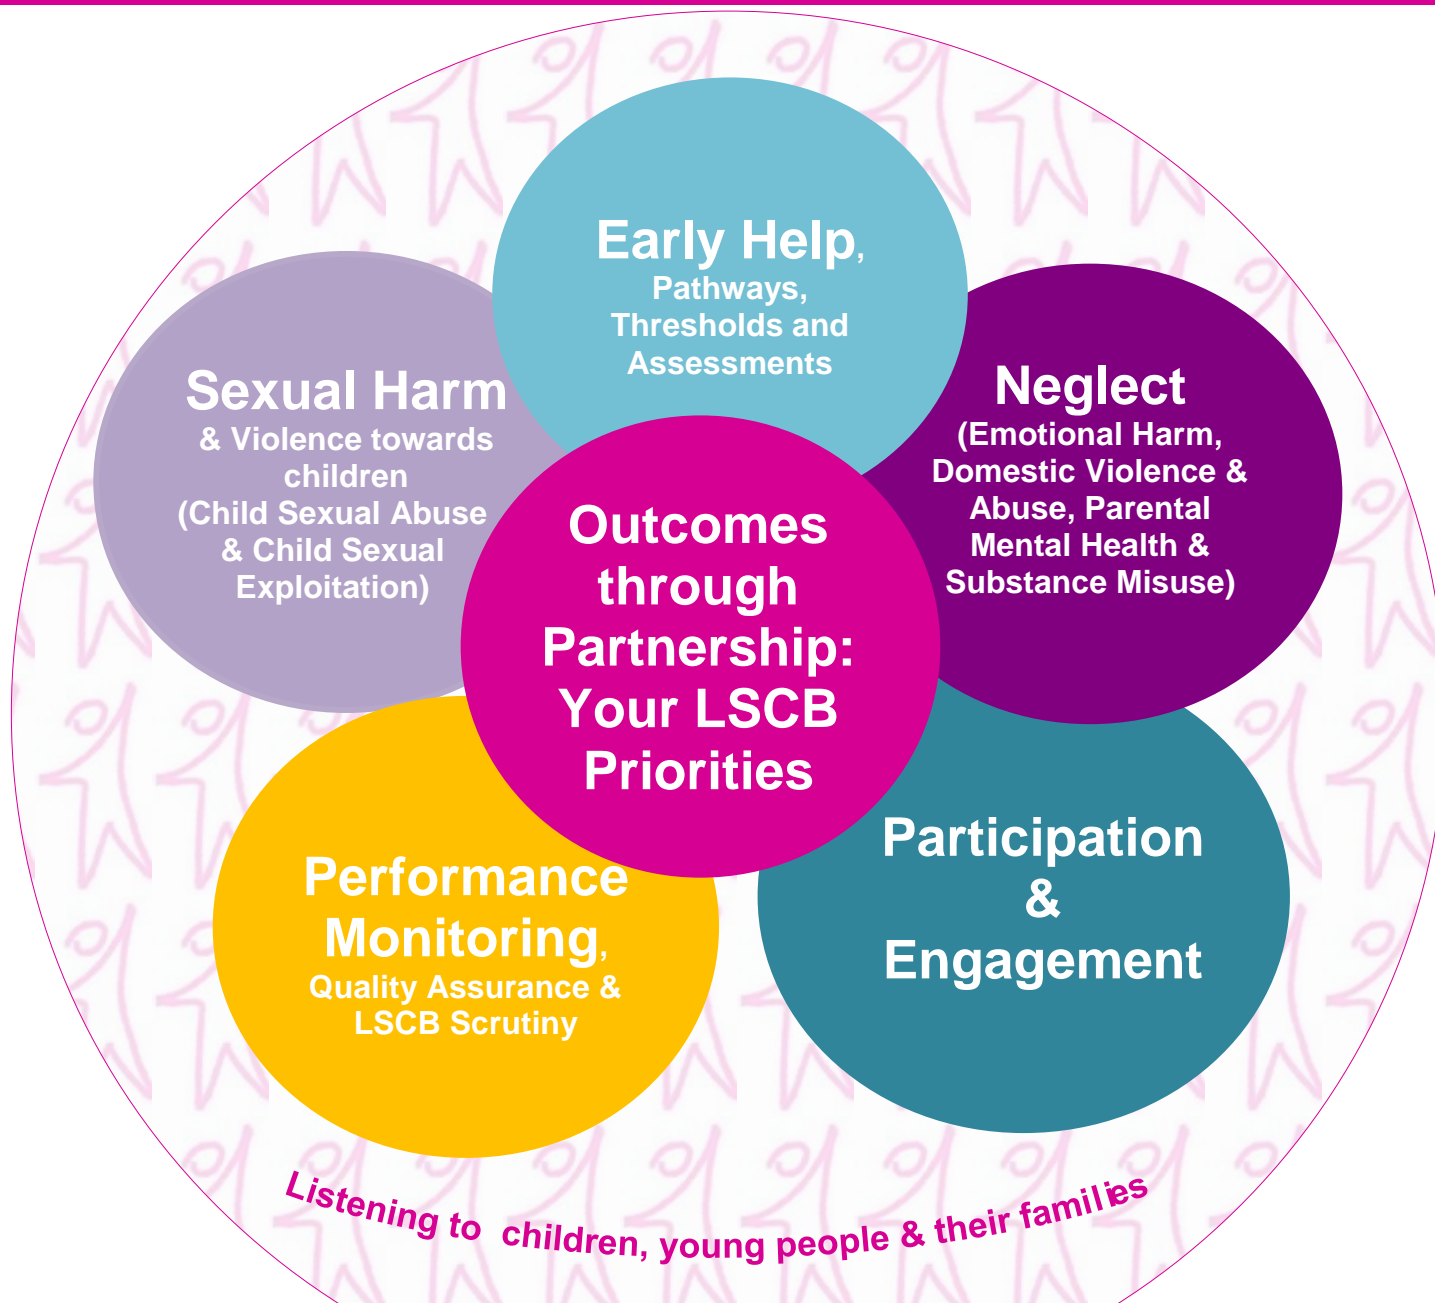 Early Help,
Pathways,
Thresholds and
Assessments
Sexual Harm
& Violence towards
children
(Child Sexual Abuse
& Child Sexual
Exploitation)
Neglect
(Emotional Harm,
Domestic Violence &
Abuse, Parental
Mental Health &
Substance Misuse)
Outcomes
through
Partnership:
Your LSCB
Priorities
Performance
Monitoring,
Quality Assurance &
LSCB Scrutiny
Participation
&
Engagement
Listening to children, young people & their families